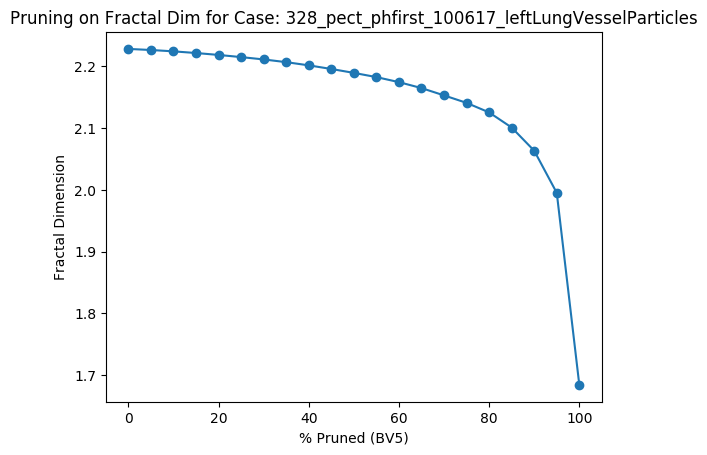 Pruning on Fractal Dim for Case: 328_pect_phfirst_100617_leftLungVesselParticles
2.2
2.1
2.0
1.9
1.8
1.7
Fractal Dimension
0 20 40 60 80 100
% Pruned (BV5)